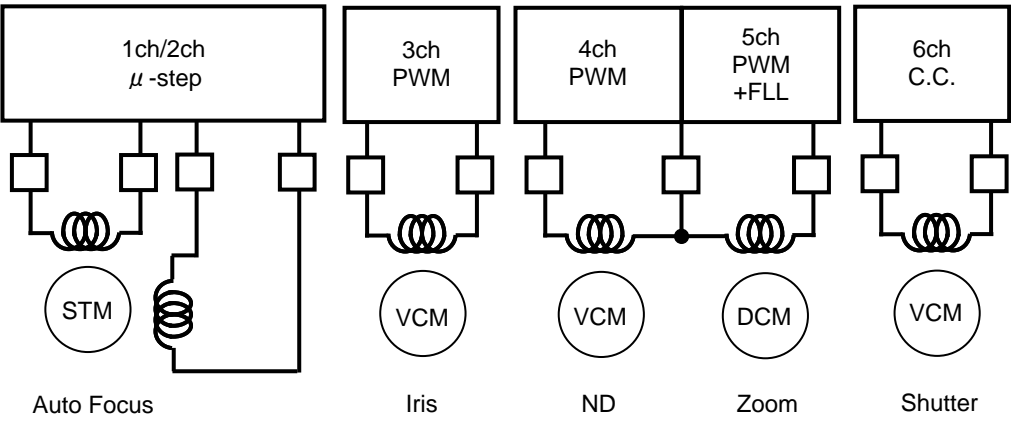 1ch/2ch
μ-step
3ch
PWM
4ch
PWM
5ch
PWM
+FLL
6ch
C.C.
STM
VCM
VCM
DCM
VCM
Auto Focus
Iris
ND
Zoom
Shutter